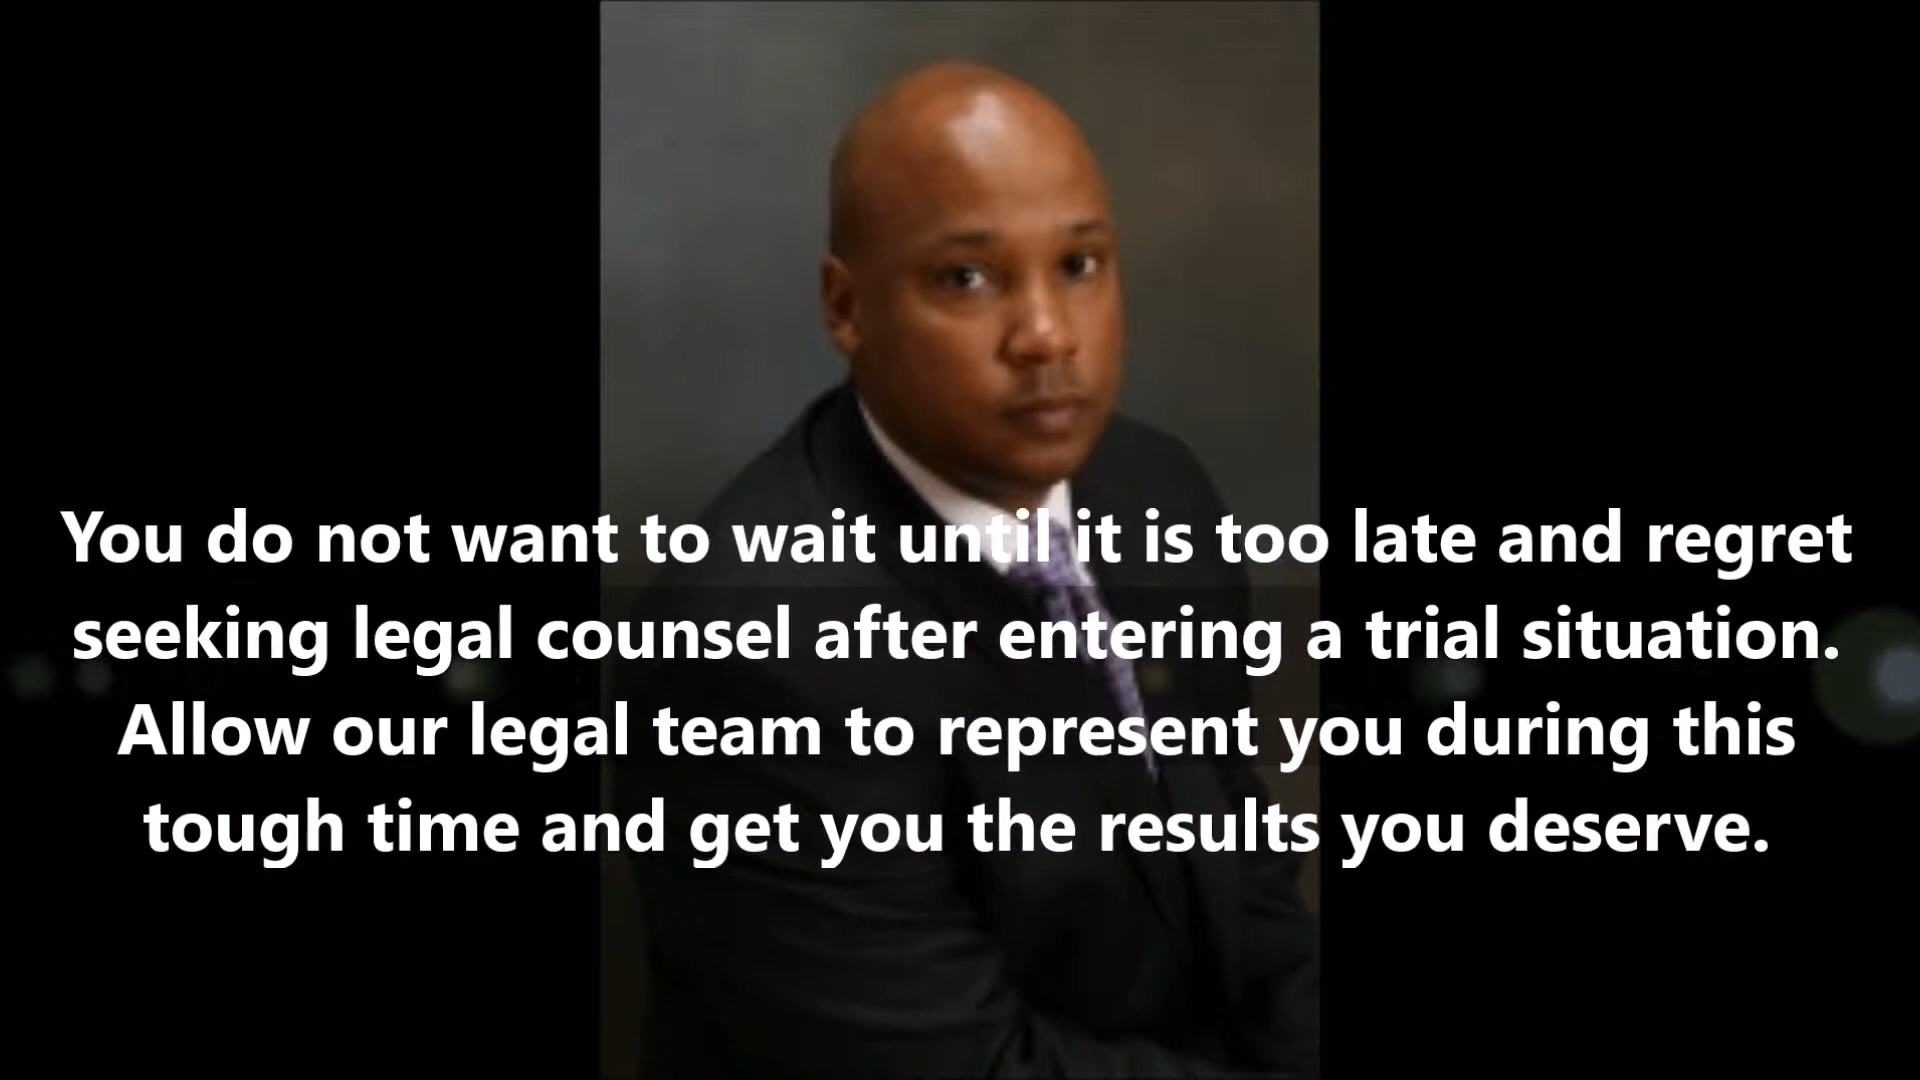 You do not want to wait until it is too late and regret
seeking legal counsel after entering a trial situation.
Allow our legal team to represent you during this
tough time and get you the results you deserve.